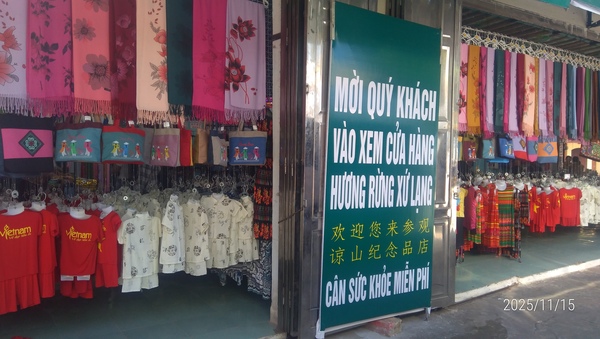 MỜI QUÝ KHÁCH
VÀO XEM CỬA HÀNG
HƯƠNG RỪNG XỨ LẠNG
欢迎您来参观
谅山纪念品店
CÂN SỨC KHỎE MIỄN PHÍ
Vietnam
Vietnam
2025/11/15